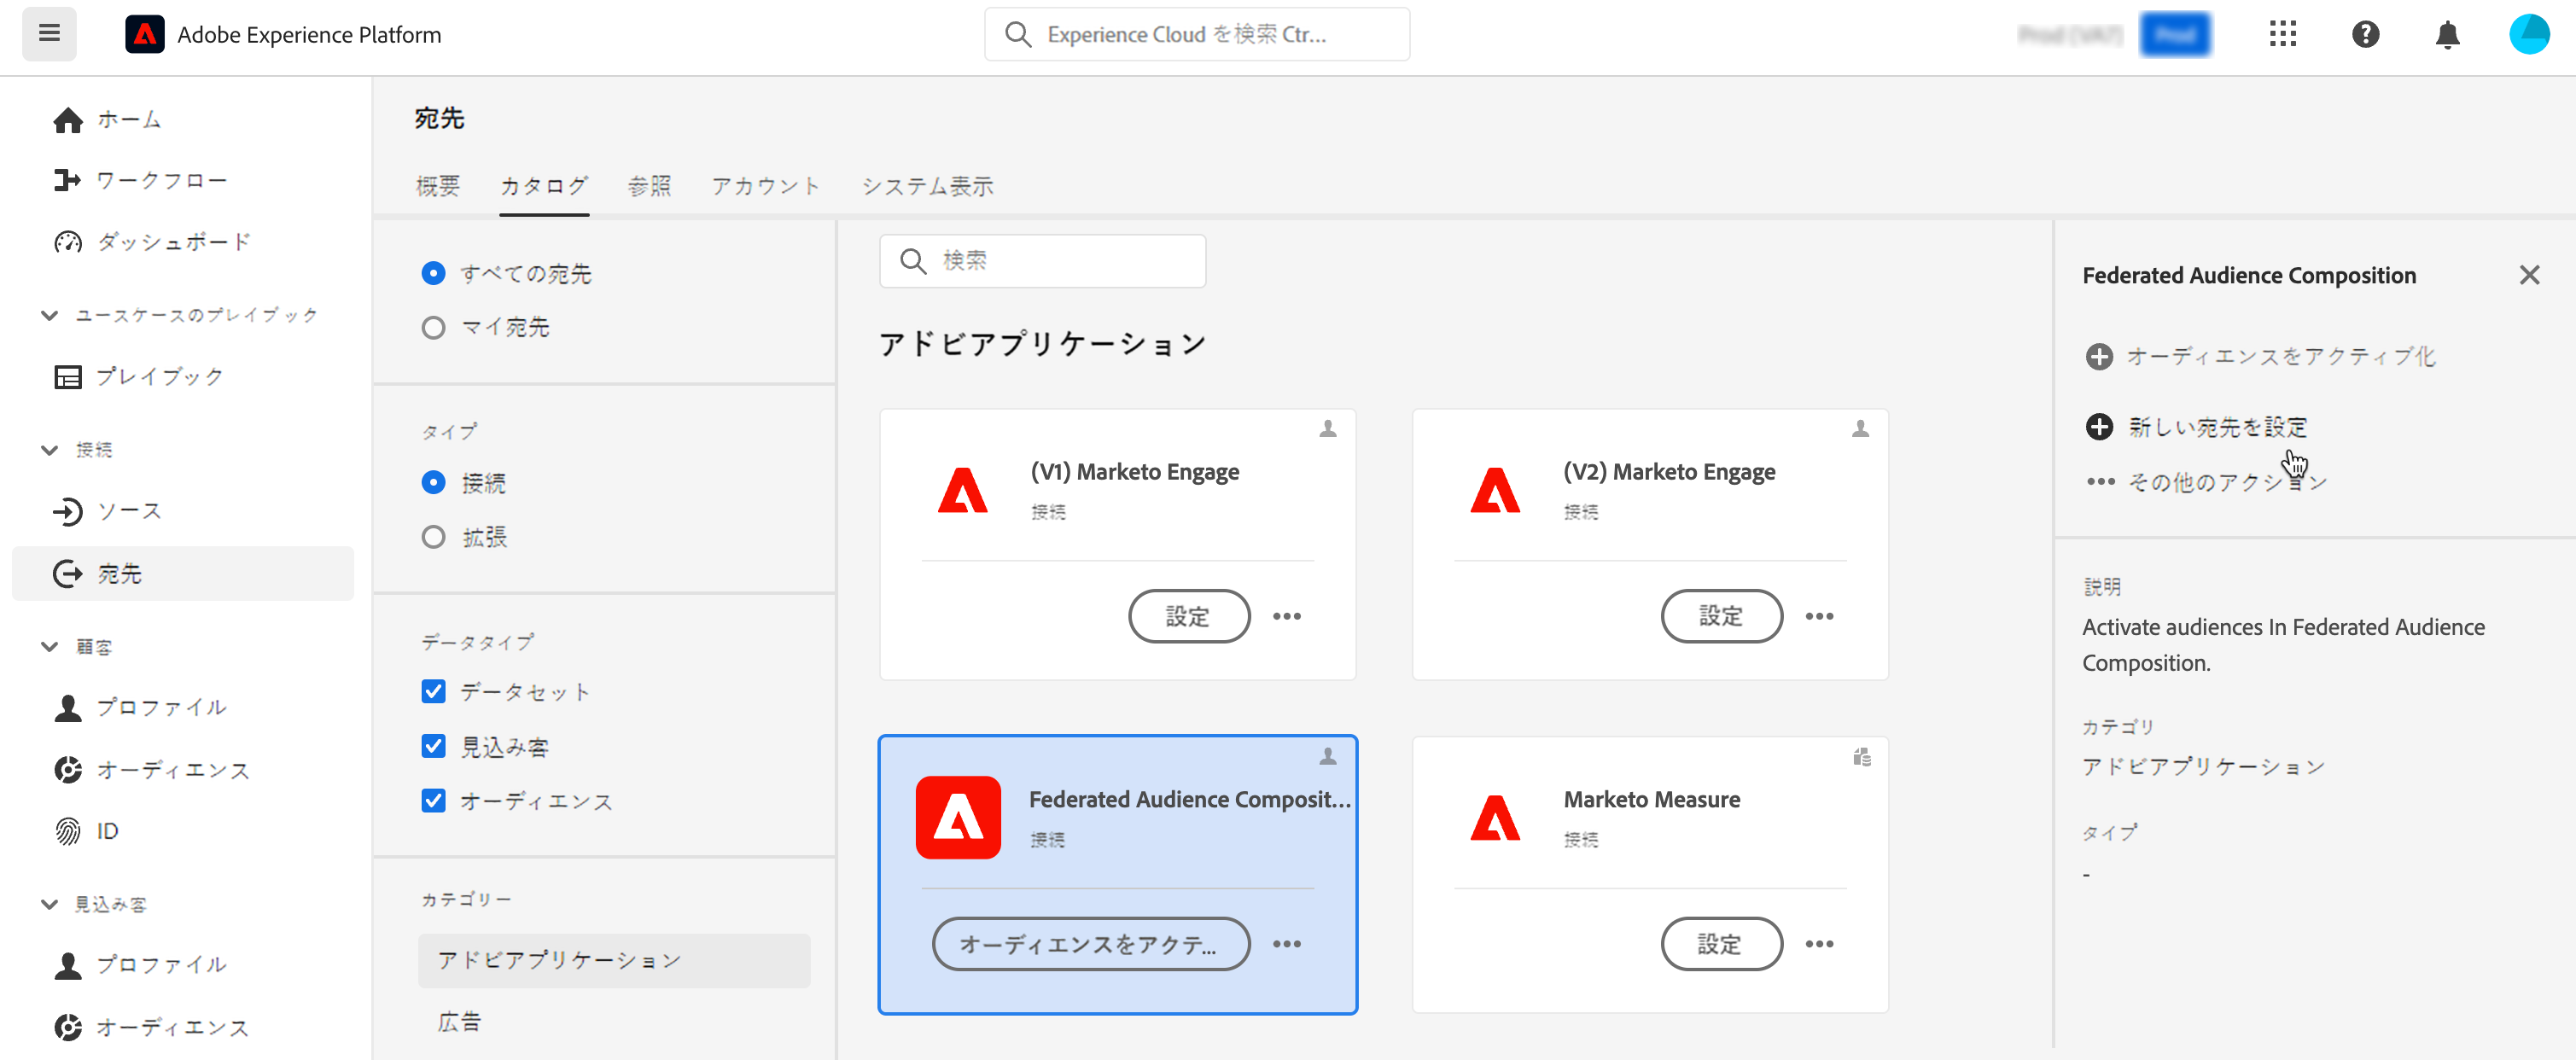 Adobe Experience Platform
Experience Cloud を検索 Ctr...
Prod
ホーム
ワークフロー
ダッシュボード
ユースケースのプレイブック
プレイブック
接続
ソース
宛先
顧客
プロファイル
オーディエンス
ID
見込み客
プロファイル
オーディエンス
宛先
概要
カタログ
参照
アカウント
システム表示
すべての宛先
マイ宛先
タイプ
接続
拡張
データタイプ
データセット
見込み客
オーディエンス
カテゴリー
アドビアプリケーション
広告
検索
アドビアプリケーション
(V1) Marketo Engage
接続
設定
(V2) Marketo Engage
接続
設定
Federated Audience Composit...
接続
オーディエンスをアクテ...
Marketo Measure
接続
設定
Federated Audience Composition
オーディエンスをアクティブ化
新しい宛先を設定
その他のアクション
説明
Activate audiences In Federated Audience
Composition.
カテゴリ
アドビアプリケーション
タイプ
-